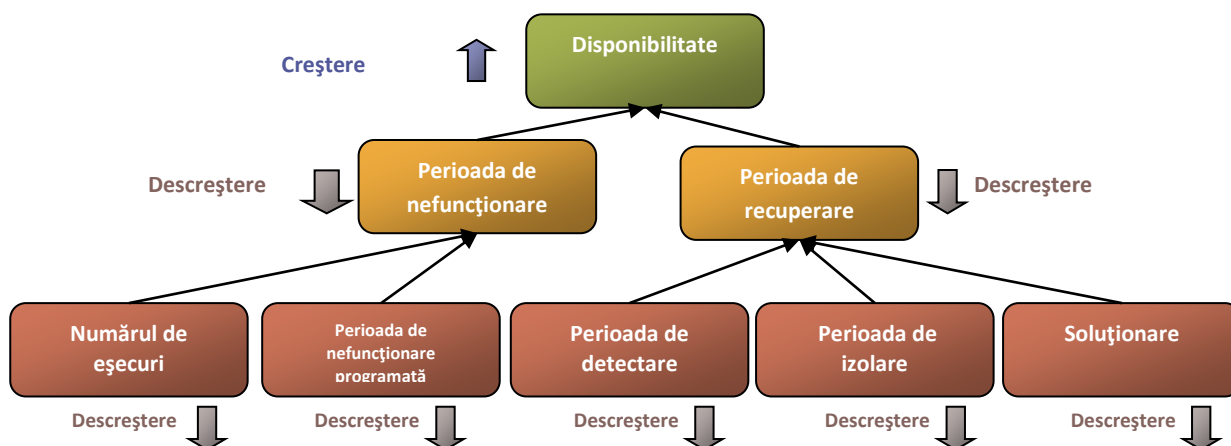 Disponibilitate
Creştere
Perioada de
nefuncţionare
Descreştere
Perioada de
recuperare
Descreştere
Numărul de
eşecuri
Perioada de
nefuncţionare
programată
Perioada de
detectare
Perioada de
izolare
Soluţionare
Descreştere
Descreştere
Descreştere
Descreştere
Descreştere